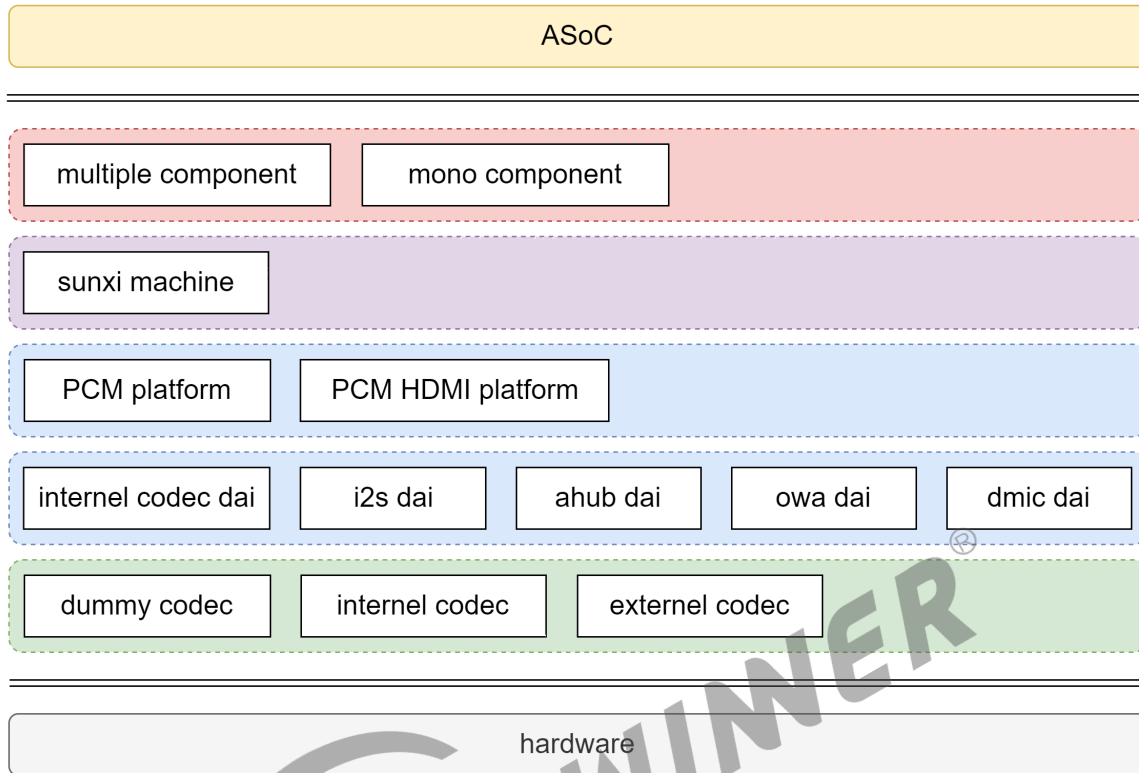 ASoC
multiple component
mono component
sunxi machine
PCM platform
PCM HDMI platform
internel codec dai
i2s dai
ahub dai
owa dai
dmic dai
dummy codec
internel codec
externel codec
hardware
WINNER®